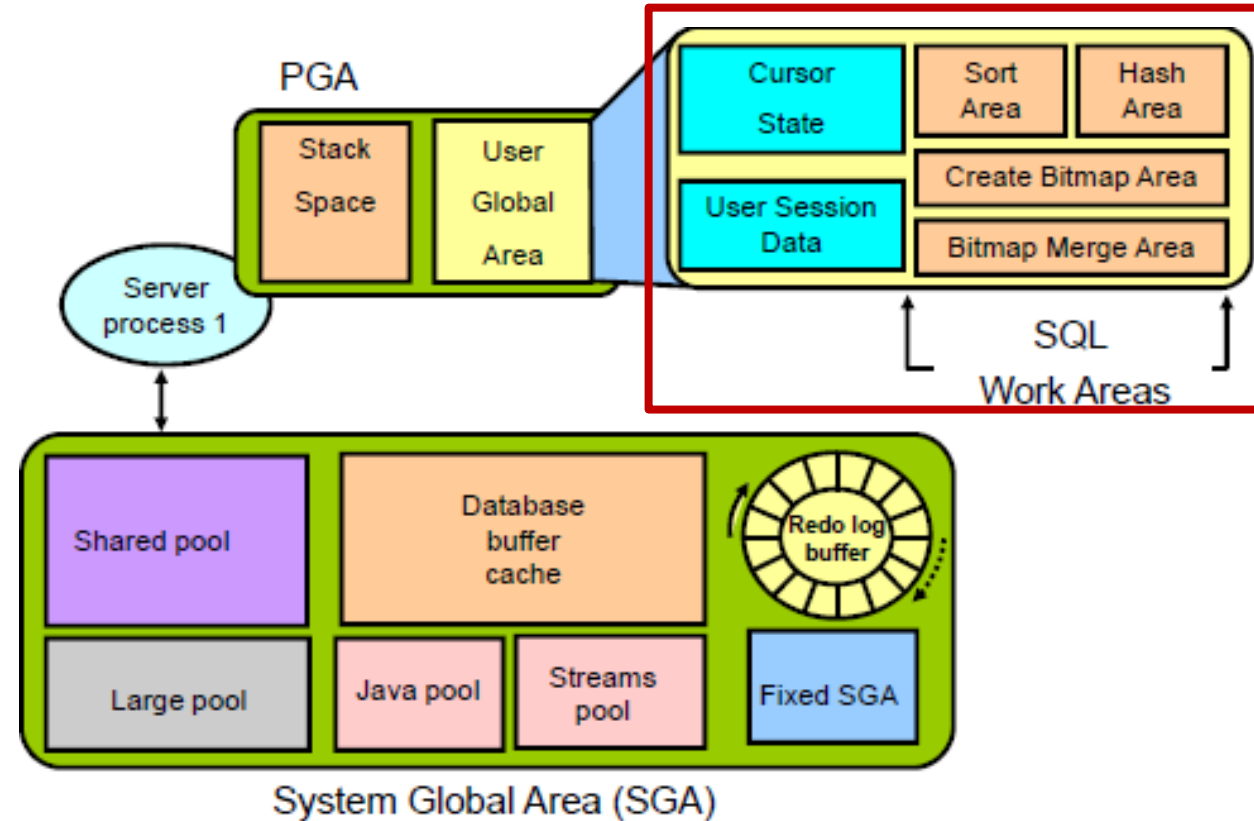 PGA
Stack
Space
User
Global
Area
Cursor
State
User Session
Data
Sort
Area
Hash
Area
Create Bitmap Area
Bitmap Merge Area
SQL
Work Areas
Server
process 1
Shared pool
Database
buffer
cache
Redo log
buffer
Large pool
Java pool
Streams
pool
Fixed SGA
System Global Area (SGA)